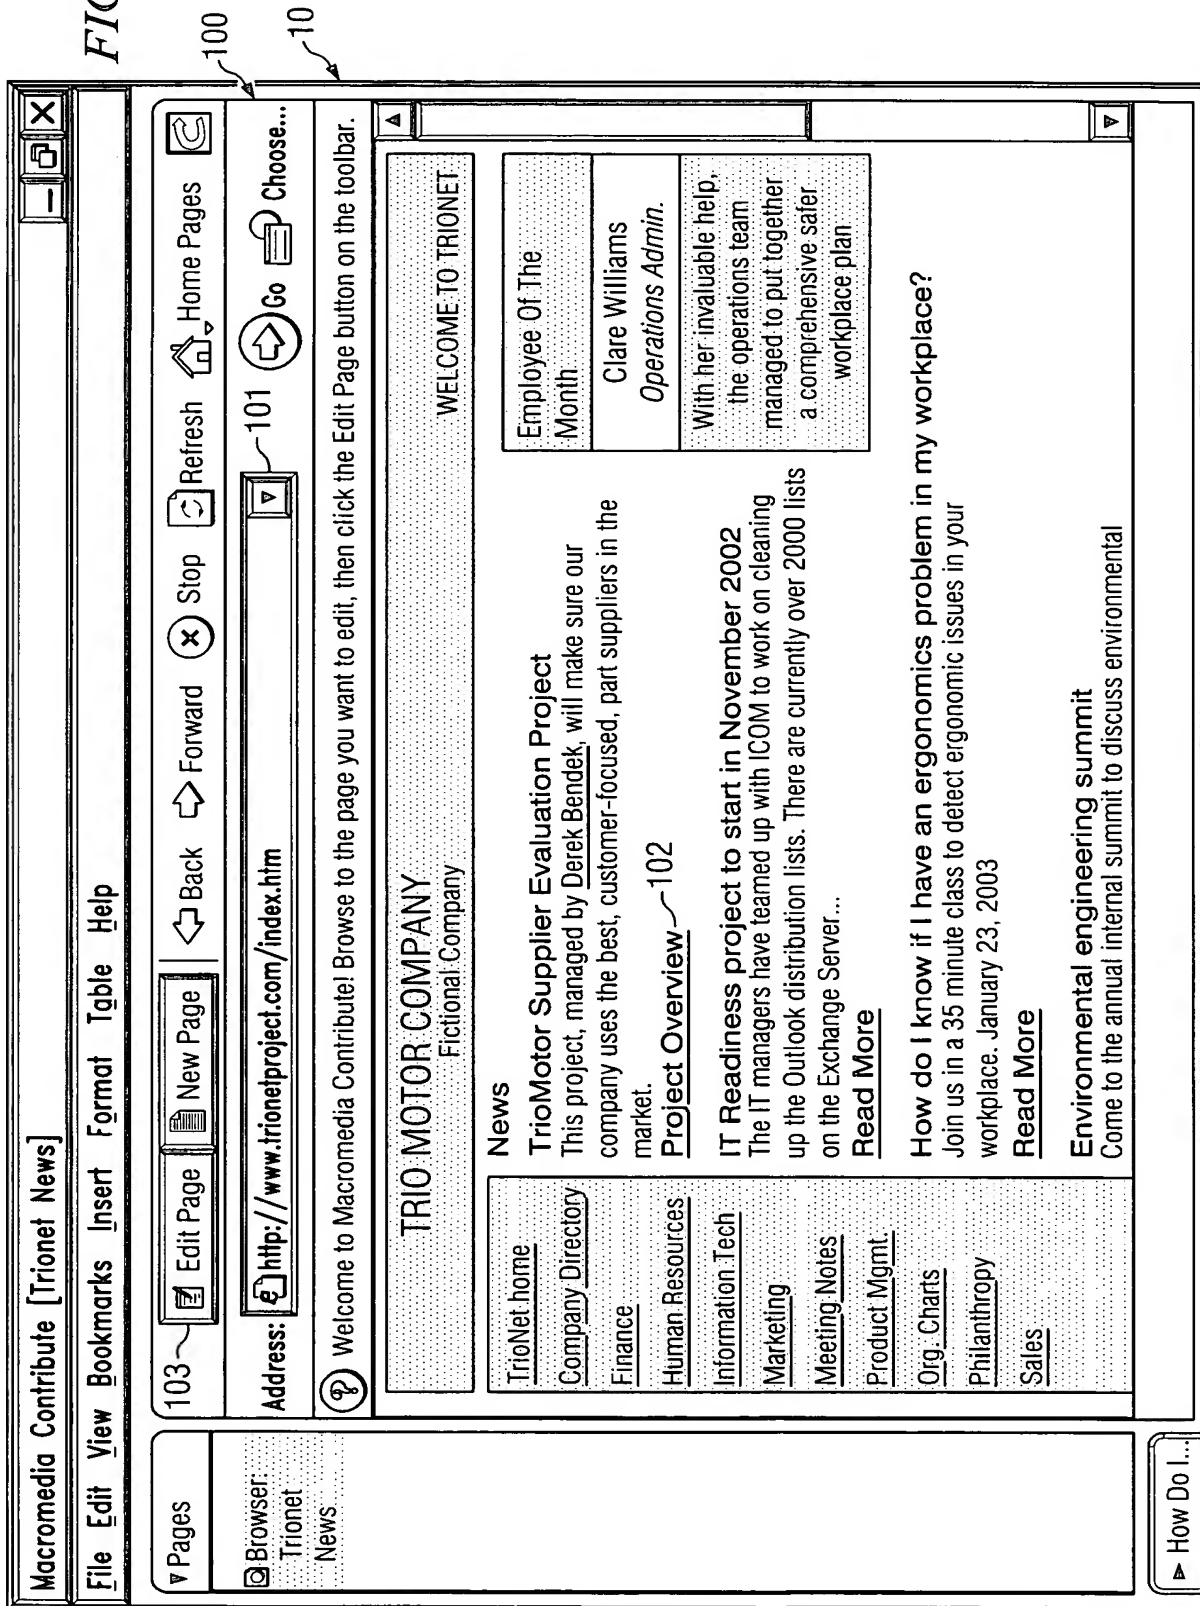 FIG
Macromedia Contribute [Trionet News]
File Edit View Bookmarks Insert Format Table Help
▿ Pages
Browser:
Trionet
News
► How Do I...
103
Edit Page
New Page
Back
Forward
Stop
Refresh
Home Pages
100
Address:
http://www.trionetproject.com/index.htm
101
Go
Choose...
10
Welcome to Macromedia Contribute! Browse to the page you want to edit, then click the Edit Page button on the toolbar.
TRIO MOTOR COMPANY
Fictional Company
WELCOME TO TRIONET
TrioNet home
Company Directory
Finance
Human Resources
Information Tech
Marketing
Meeting Notes
Product Mgmt.
Org. Charts
Philanthropy
Sales
News
TrioMotor Supplier Evaluation Project
This project, managed by Derek Bendek, will make sure our
company uses the best, customer-focused, part suppliers in the
market.
Project Overview
102
IT Readiness project to start in November 2002
The IT managers have teamed up with ICOM to work on cleaning
up the Outlook distribution lists. There are currently over 2000 lists
on the Exchange Server...
Read More
How do I know if I have an ergonomics problem in my workplace?
Join us in a 35 minute class to detect ergonomic issues in your
workplace. January 23, 2003
Read More
Environmental engineering summit
Come to the annual internal summit to discuss environmental
Employee Of The
Month
Clare Williams
Operations Admin.
With her invaluable help,
the operations team
managed to put together
a comprehensive safer
workplace plan